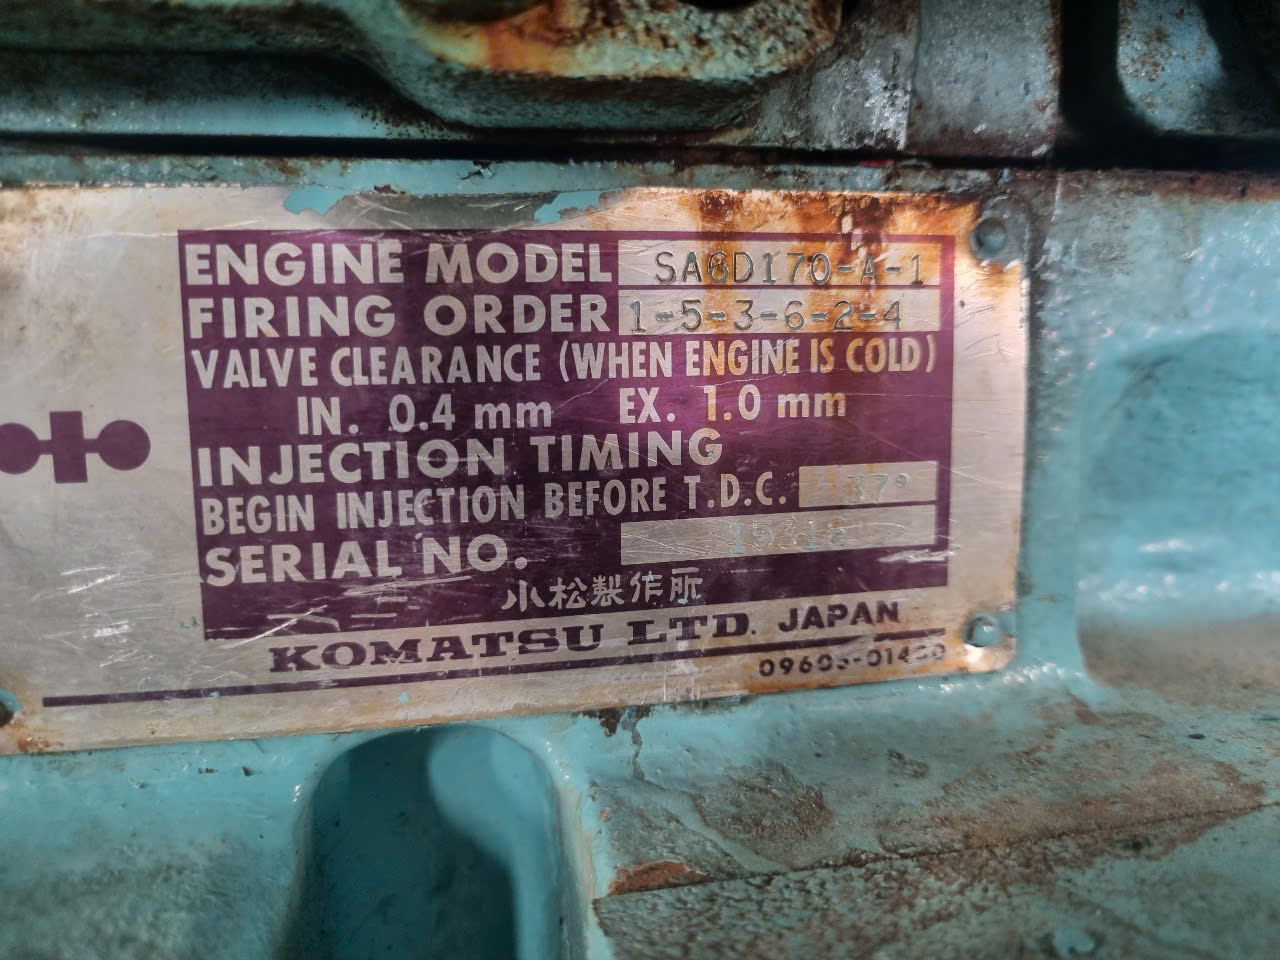 ENGINE MODEL SA6D170-A-1
FIRING ORDER 1-5-3-6-2-4
VALVE CLEARANCE (WHEN ENGINE IS COLD)
IN. 0.4 mm EX. 1.0 mm
INJECTION TIMING
BEGIN INJECTION BEFORE T.D.C. 37°
SERIAL NO.
小松製作所
KOMATSU LTD. JAPAN